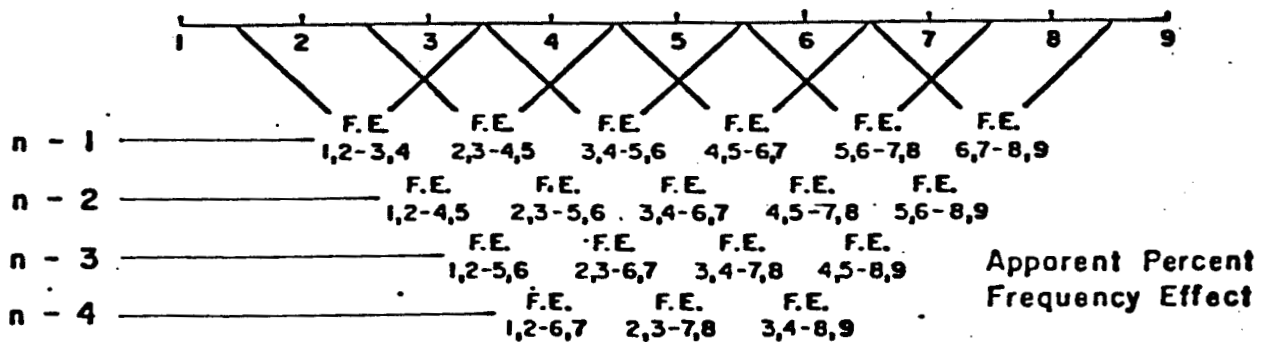 1 2 3 4 5 6 7 8 9
F.E. F.E. F.E. F.E. F.E. F.E.
n - 1 1,2-3,4 2,3-4,5 3,4-5,6 4,5-6,7 5,6-7,8 6,7-8,9
F.E. F.E. F.E. F.E. F.E.
n - 2 1,2-4,5 2,3-5,6 3,4-6,7 4,5-7,8 5,6-8,9
F.E. F.E. F.E. F.E.
n - 3 1,2-5,6 2,3-6,7 3,4-7,8 4,5-8,9 Apparent Percent
F.E. F.E. F.E. Frequency Effect
n - 4 1,2-6,7 2,3-7,8 3,4-8,9